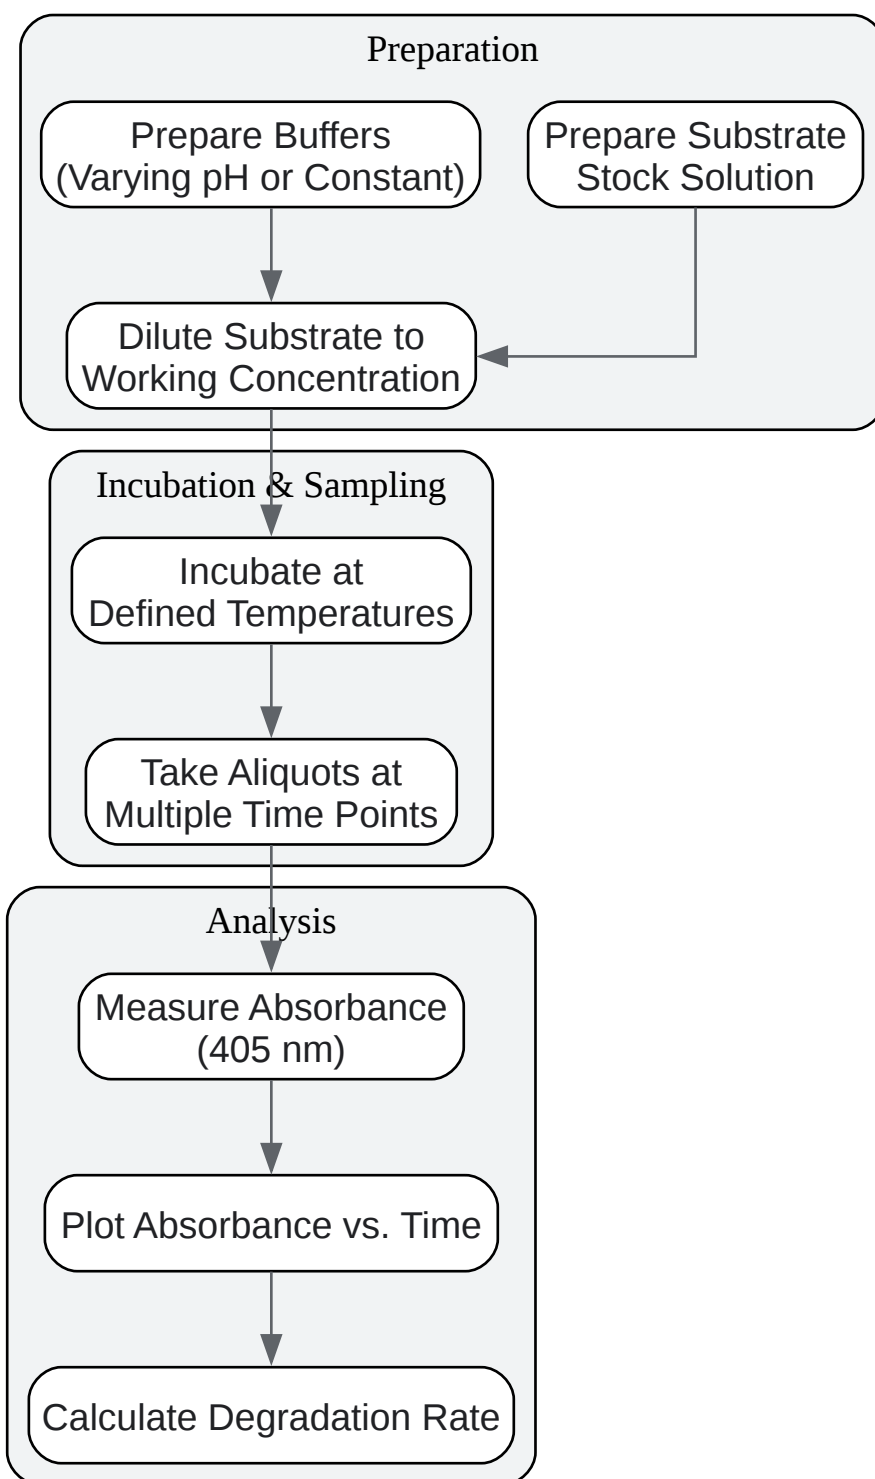 Preparation
Prepare Buffers
(Varying pH or Constant)
Prepare Substrate
Stock Solution
Dilute Substrate to
Working Concentration
Incubation & Sampling
Incubate at
Defined Temperatures
Take Aliquots at
Multiple Time Points
Analysis
Measure Absorbance
(405 nm)
Plot Absorbance vs. Time
Calculate Degradation Rate